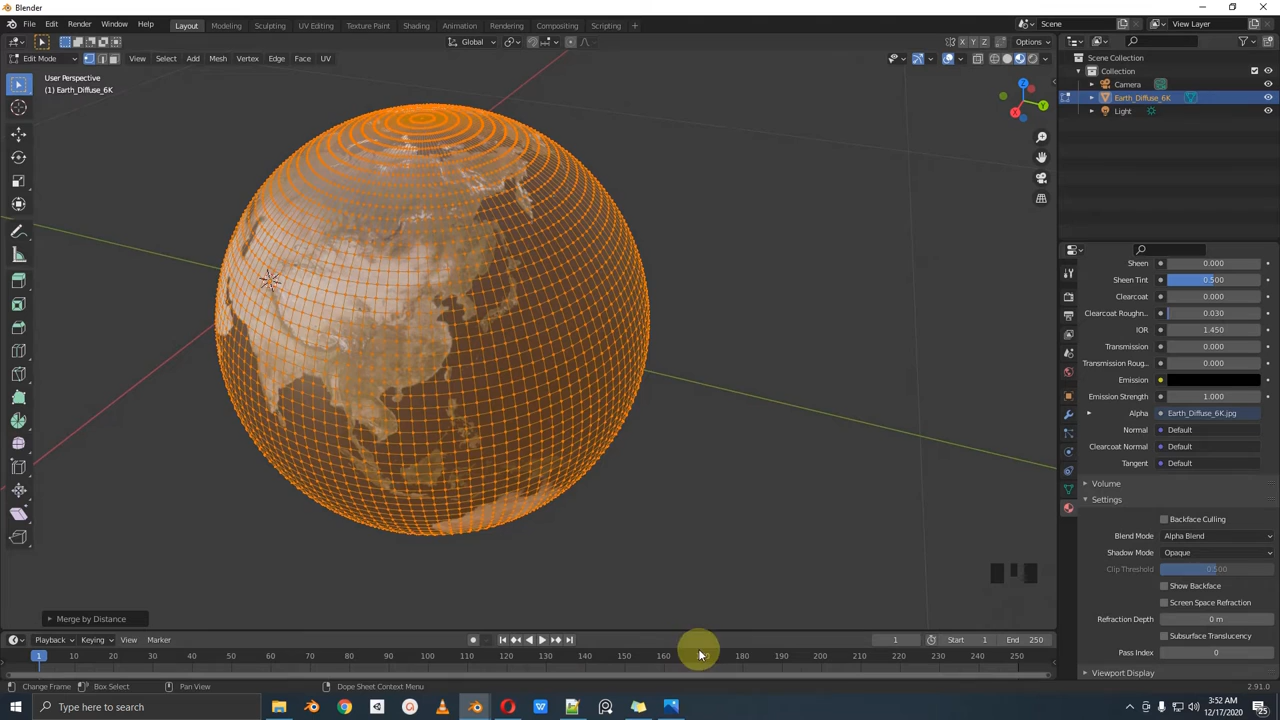 Blender
File Edit Render Window Help Layout Modeling Sculpting UV Editing Texture Paint Shading Animation Rendering Compositing Scripting + Scene View Layer
Global X Y Z Options
Edit Mode View Select Add Mesh Vertex Edge Face UV
User Perspective
(1) Earth_Diffuse_6K
Z
Y
X
Scene Collection
Collection
Camera
Earth_Diffuse_6K
Light
Sheen 0.000
Sheen Tint 0.500
Clearcoat 0.000
Clearcoat Roughn... 0.030
IOR 1.450
Transmission 0.000
Transmission Roug... 0.000
Emission
Emission Strength 1.000
Alpha Earth_Diffuse_6K.jpg
Normal Default
Clearcoat Normal Default
Tangent Default
Volume
Settings
Backface Culling
Blend Mode Alpha Blend
Shadow Mode Opaque
Clip Threshold 0.500
Show Backface
Screen Space Refraction
Refraction Depth 0 m
Subsurface Translucency
Pass Index 0
Viewport Display
Merge by Distance
Playback Keying View Marker 1 Start 1 End 250
1 10 20 30 40 50 60 70 80 90 100 110 120 130 140 150 160 180 190 200 210 220 230 240 250
Change Frame Box Select Pan View Dope Sheet Context Menu 2.91.0
Type here to search
3:52 AM
12/17/2020
25